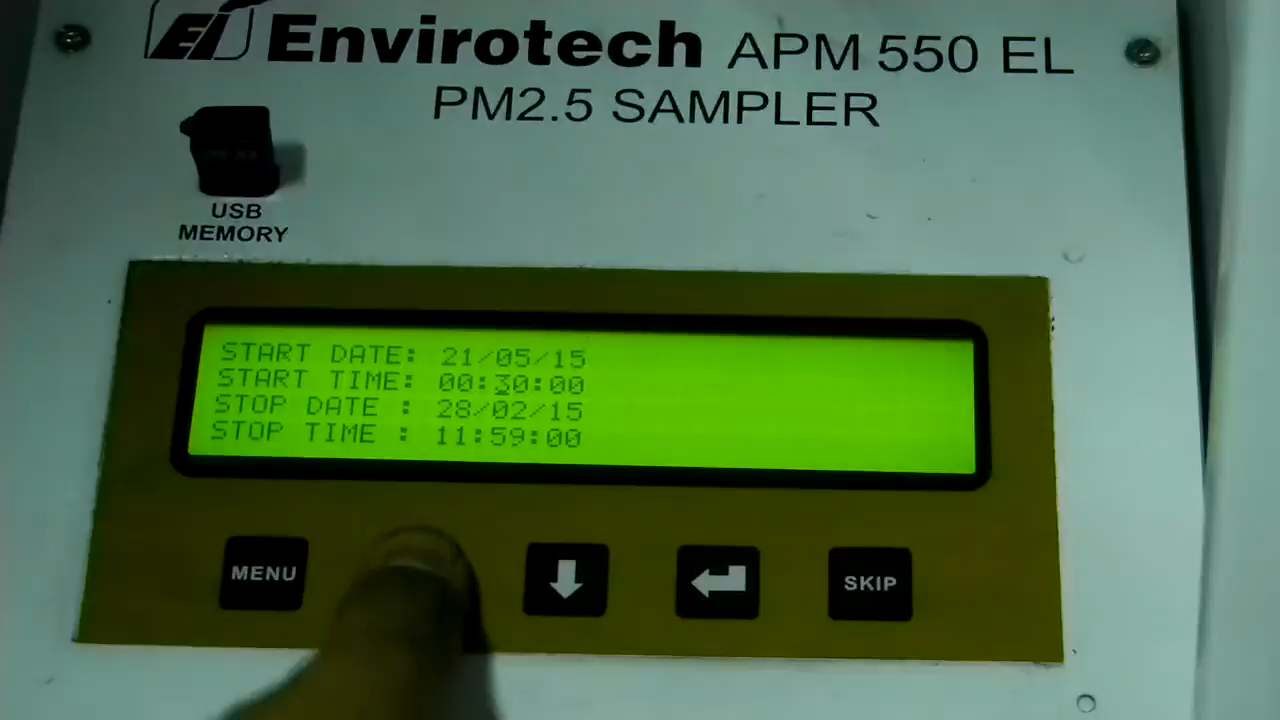 EI Envirotech APM 550 EL
PM2.5 SAMPLER
USB
MEMORY
START DATE: 21/05/15
START TIME: 00:30:00
STOP DATE : 28/02/15
STOP TIME : 11:59:00
MENU
SKIP